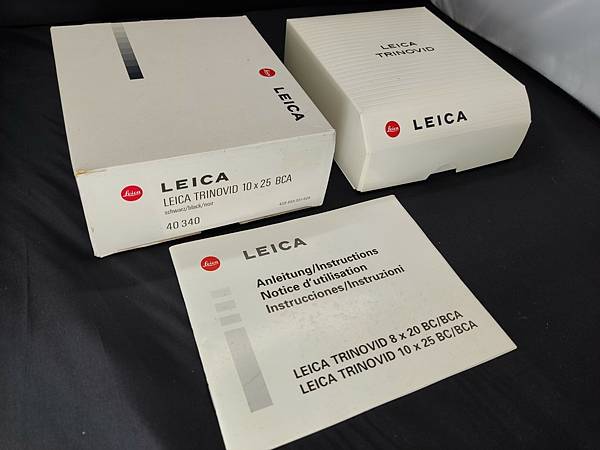 LEICA
Leica
LEICA
LEICA TRINOVID 10 x 25 BCA
schwarz/black/noir
40 340
LEICA
TRINOVID
Leica
LEICA
Leica
LEICA
Anleitung/Instructions
Notice d'utilisation
Instrucciones/Instruzioni
LEICA TRINOVID 8 x 20 BC/BCA
LEICA TRINOVID 10 x 25 BC/BCA